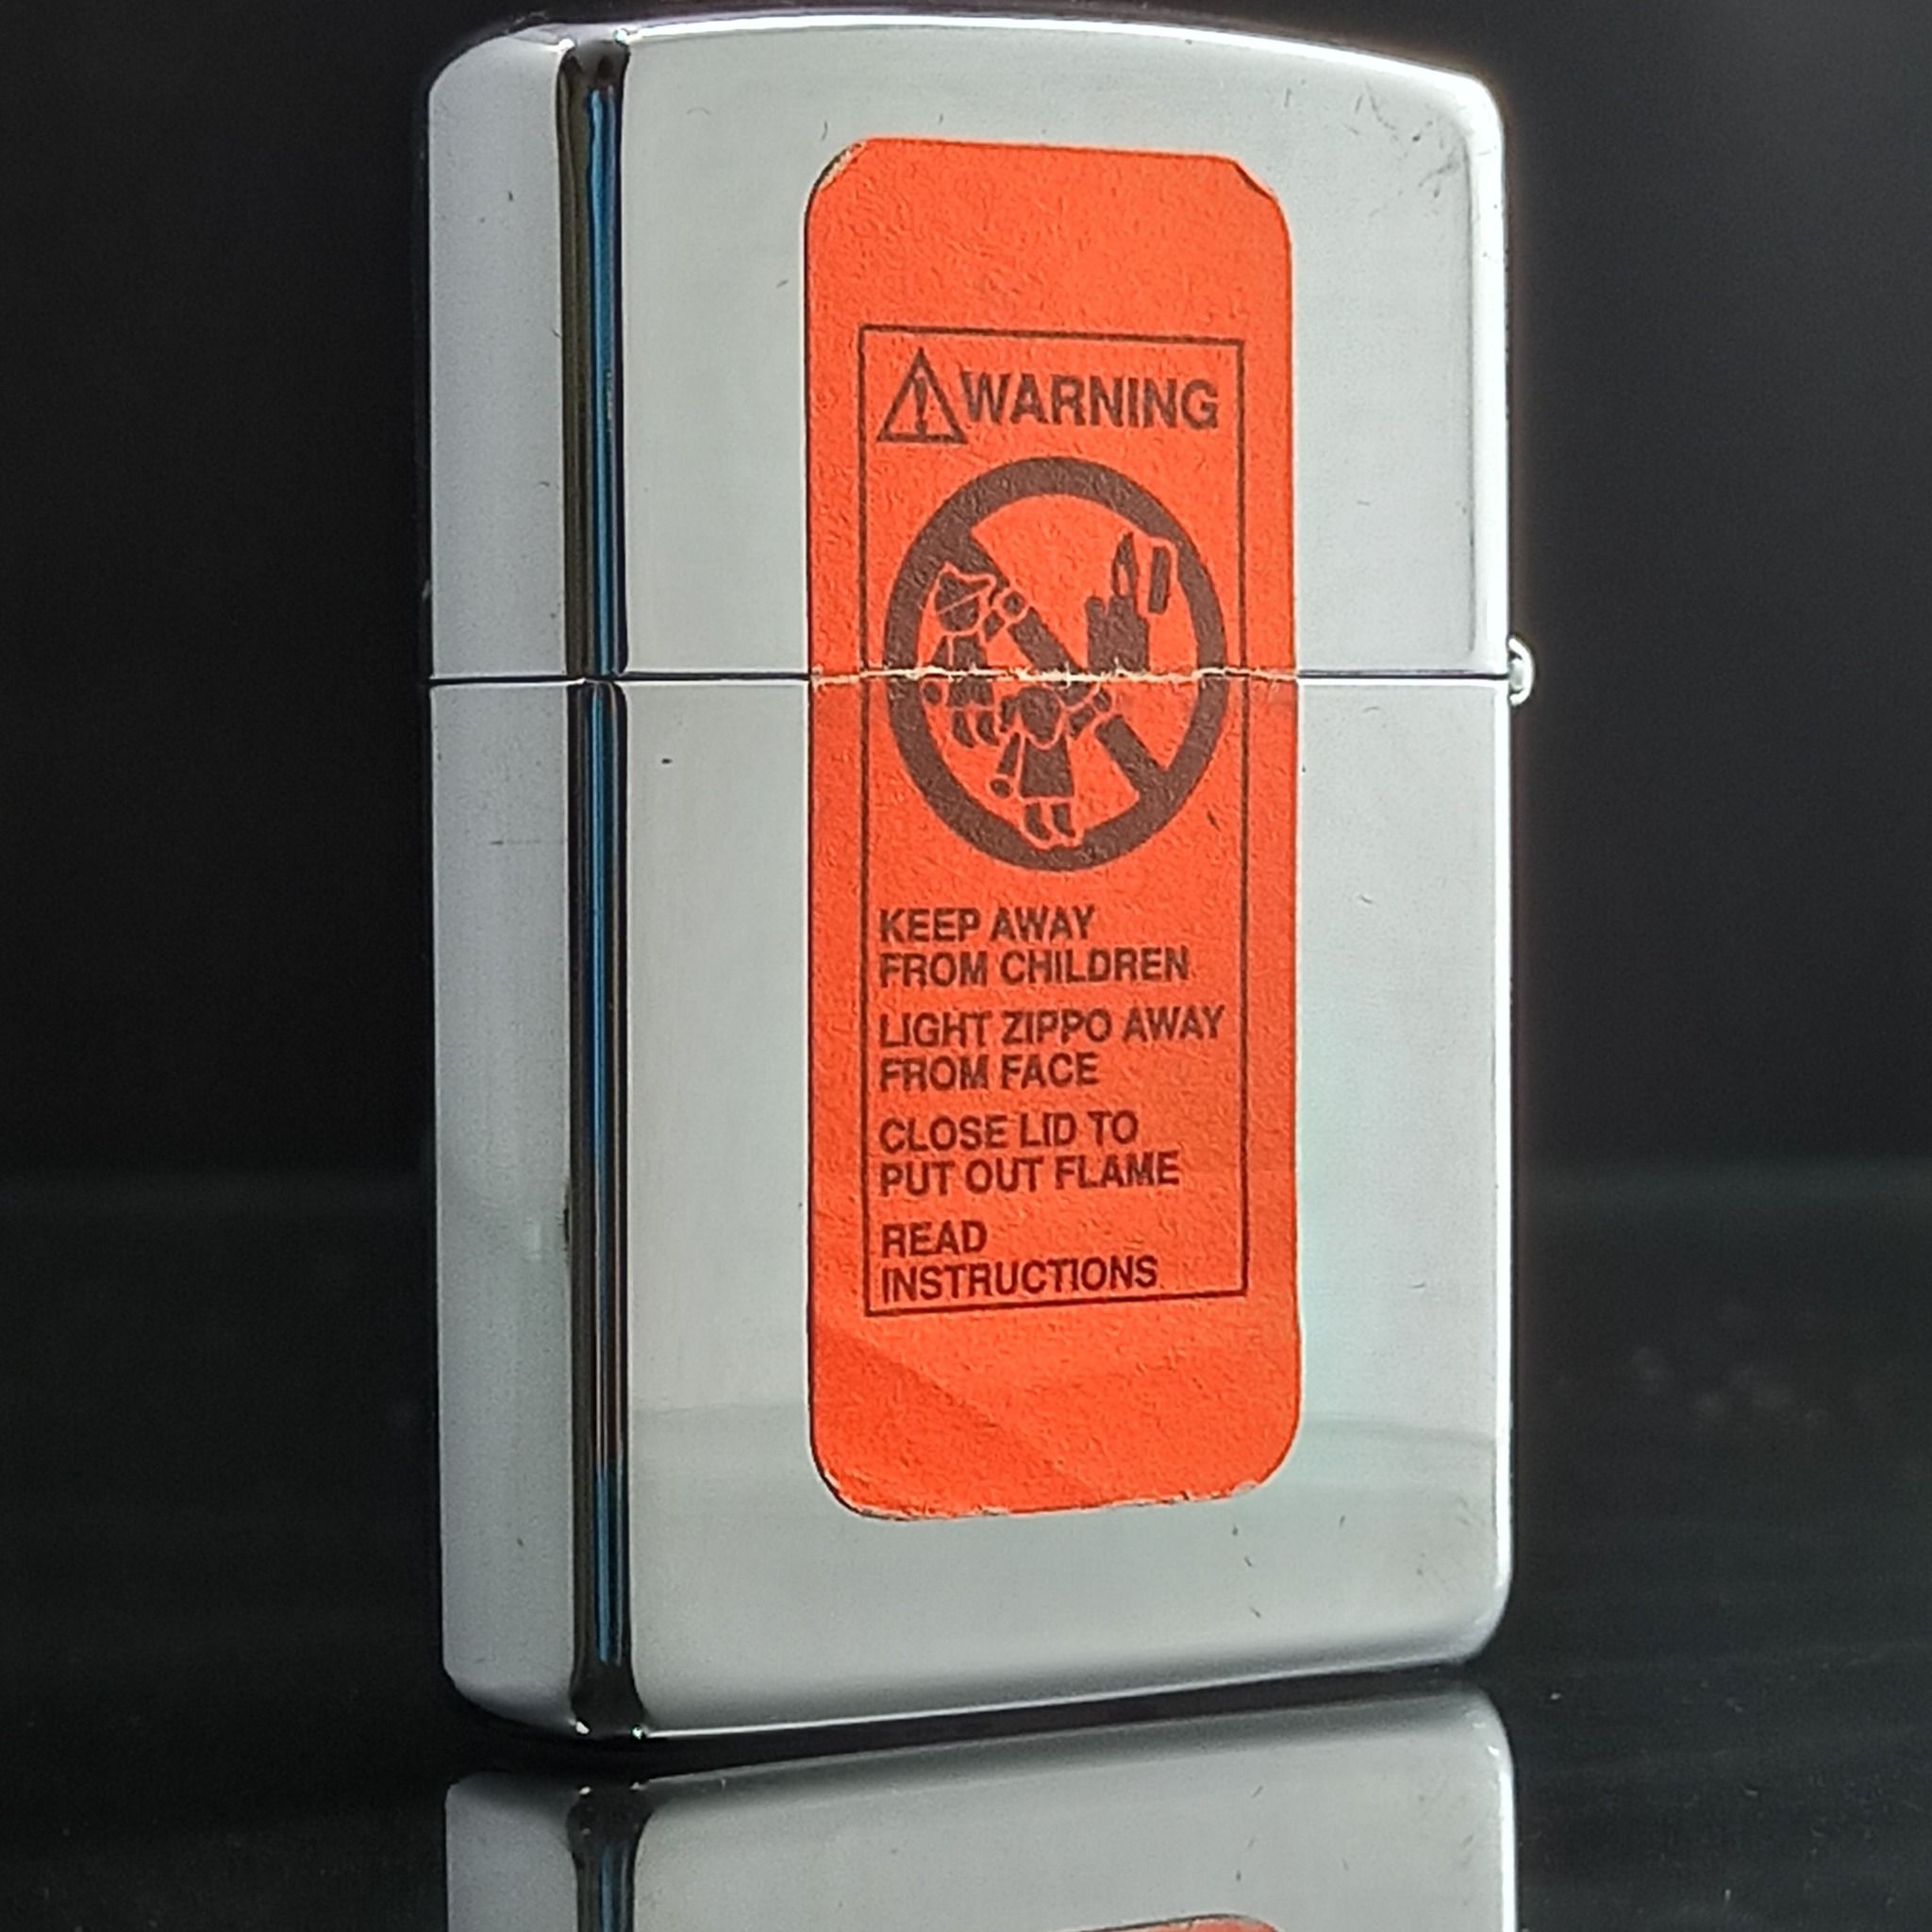 WARNING
KEEP AWAY
FROM CHILDREN
LIGHT ZIPPO AWAY
FROM FACE
CLOSE LID TO
PUT OUT FLAME
READ
INSTRUCTIONS